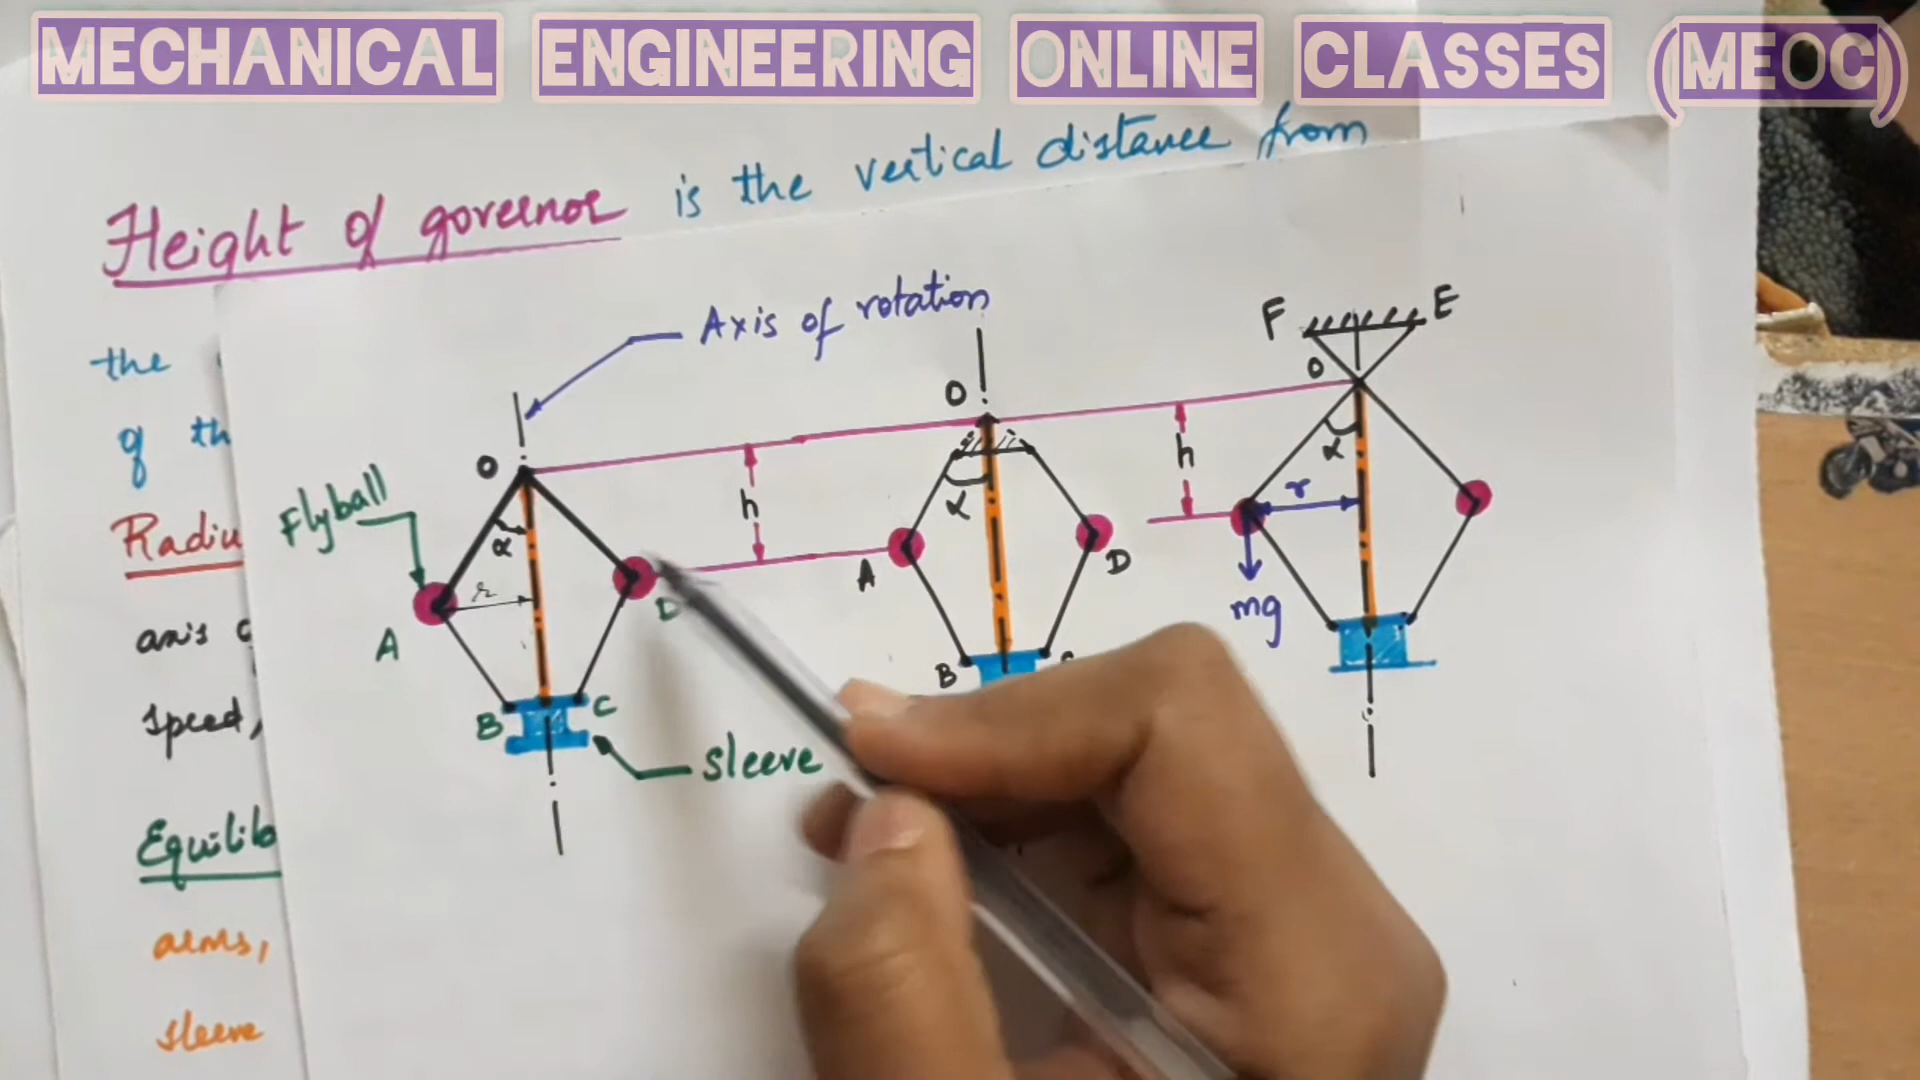 MECHANICAL ENGINEERING ONLINE CLASSES (MEOC)
Height of governor is the vertical distance from
the
of th
Radiu
axis o
speed,
Equilib
arms,
sleeve
Axis of rotation
Flyball
O
α
r
A
D
B
C
sleeve
h
O
α
A
D
B
h
F
E
O
α
r
mg